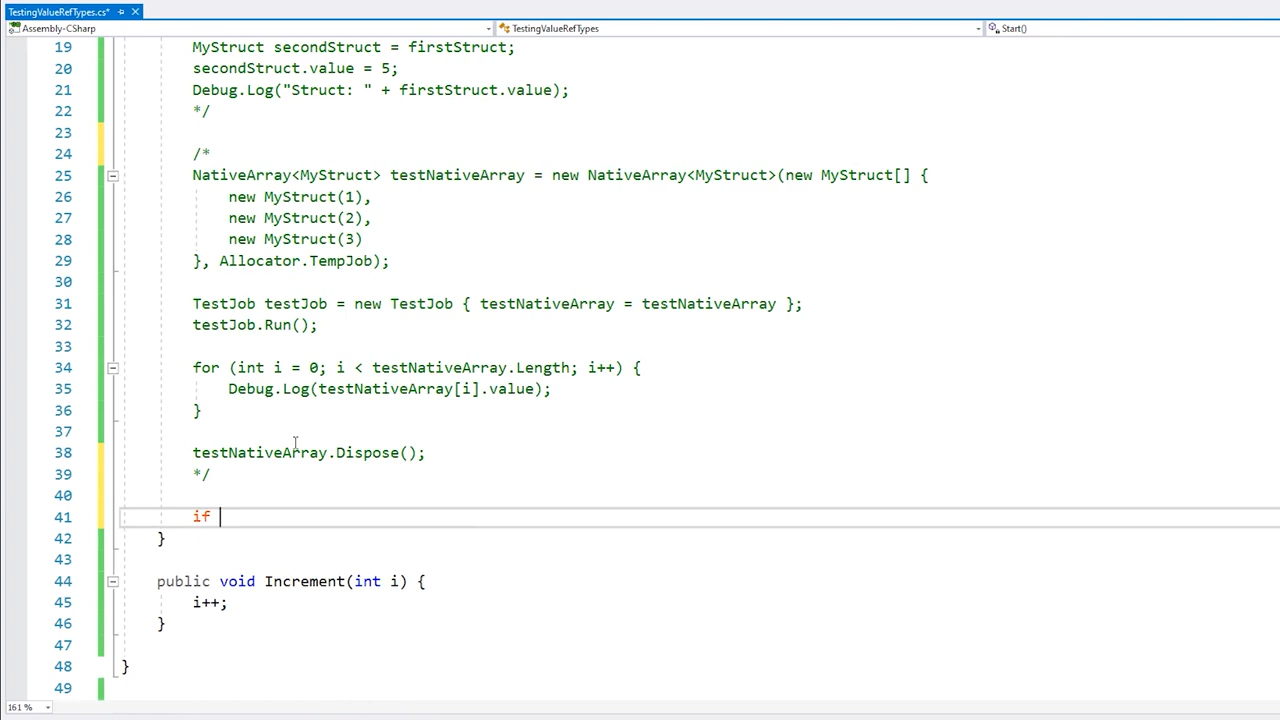 TestingValueRefTypes.cs*
Assembly-CSharp TestingValueRefTypes Start()
19 MyStruct secondStruct = firstStruct;
20 secondStruct.value = 5;
21 Debug.Log("Struct: " + firstStruct.value);
22 */
23
24 /*
25 NativeArray<MyStruct> testNativeArray = new NativeArray<MyStruct>(new MyStruct[] {
26 new MyStruct(1),
27 new MyStruct(2),
28 new MyStruct(3)
29 }, Allocator.TempJob);
30
31 TestJob testJob = new TestJob { testNativeArray = testNativeArray };
32 testJob.Run();
33
34 for (int i = 0; i < testNativeArray.Length; i++) {
35 Debug.Log(testNativeArray[i].value);
36 }
37
38 testNativeArray.Dispose();
39 */
40
41 if
42 }
43
44 public void Increment(int i) {
45 i++;
46 }
47
48 }
49
161 %